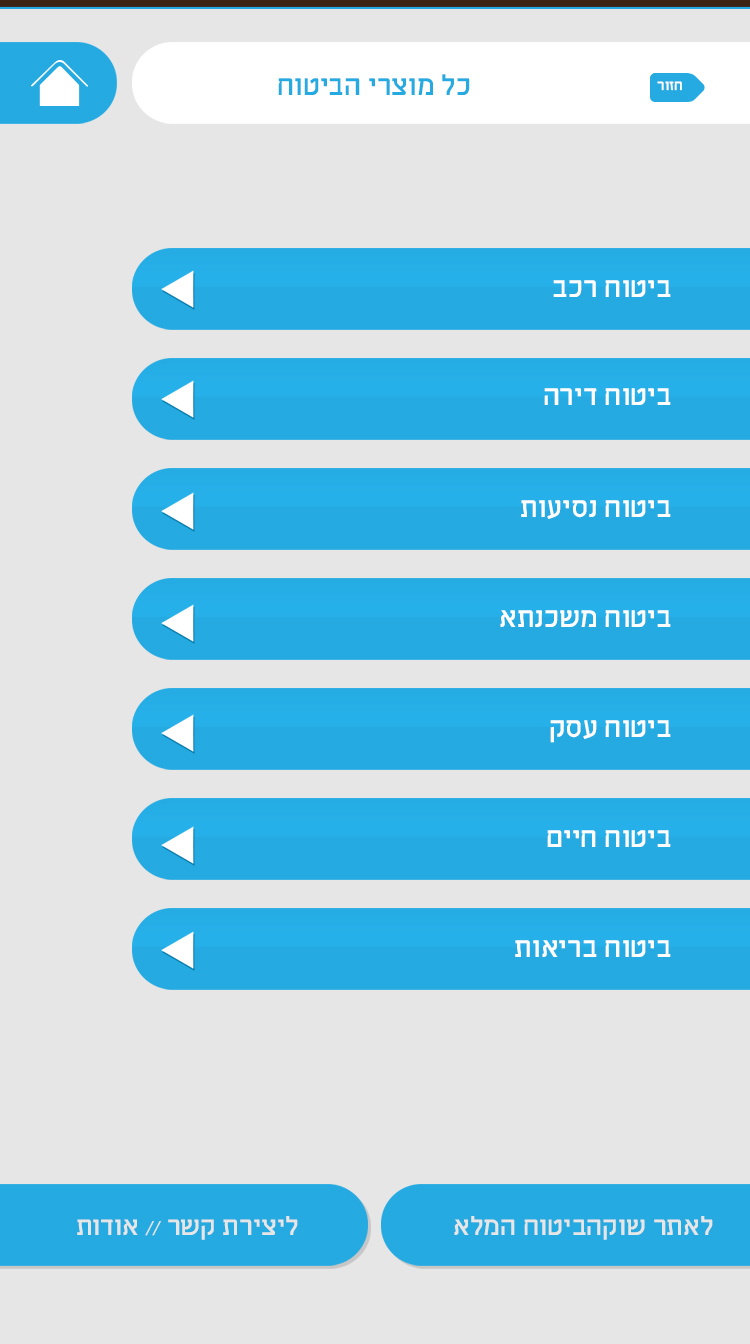 כל מוצרי הביטוח
חזור
ביטוח רכב
ביטוח דירה
ביטוח נסיעות
ביטוח משכנתא
ביטוח עסק
ביטוח חיים
ביטוח בריאות
לאתר שוקהביטוח המלא
ליצירת קשר // אודות